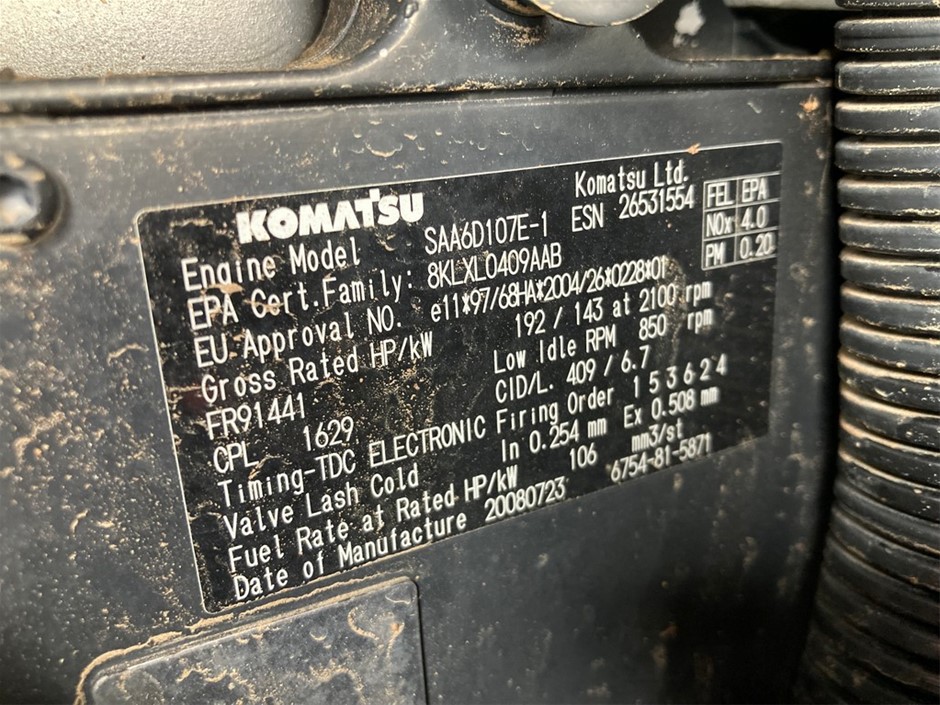 KOMATSU Komatsu Ltd.
Engine Model SAA6D107E-1 ESN 26531554
FEL EPA
NOx 4.0
PM 0.20
EPA Cert.Family: 8KLXL0409AAB
EU Approval NO. e11*97/68HA*2004/26*0228*01
Gross Rated HP/kW 192 / 143 at 2100 rpm
FR91441 Low Idle RPM 850 rpm
CPL 1629 CID/L. 409 / 6.7
Timing-TDC ELECTRONIC Firing Order 1 5 3 6 2 4
Valve Lash Cold In 0.254 mm Ex 0.508 mm
Fuel Rate at Rated HP/kW 106 mm3/st
Date of Manufacture 20080723 6754-81-5871